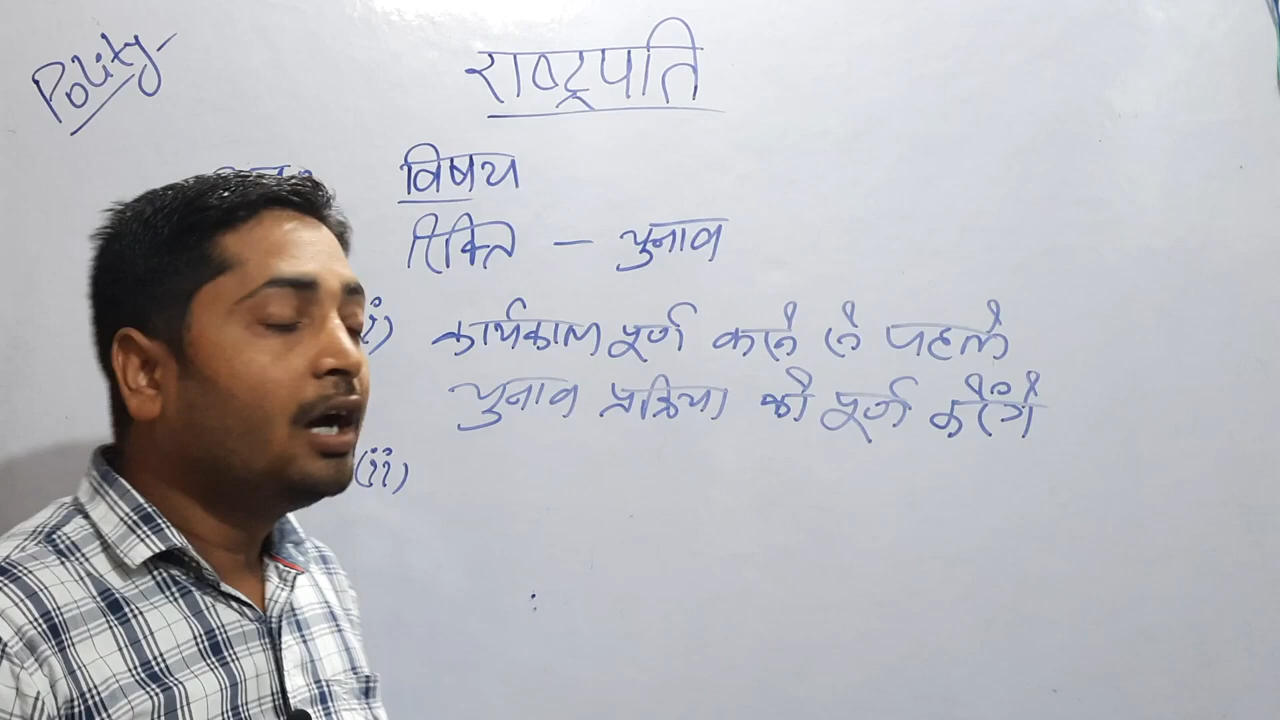 Polity-
राष्ट्रपति
विषय
रिक्ति - चुनाव
i) कार्यकाल पूर्ण करने से पहले
चुनाव प्रक्रिया को पूर्ण करेंगे
(ii)